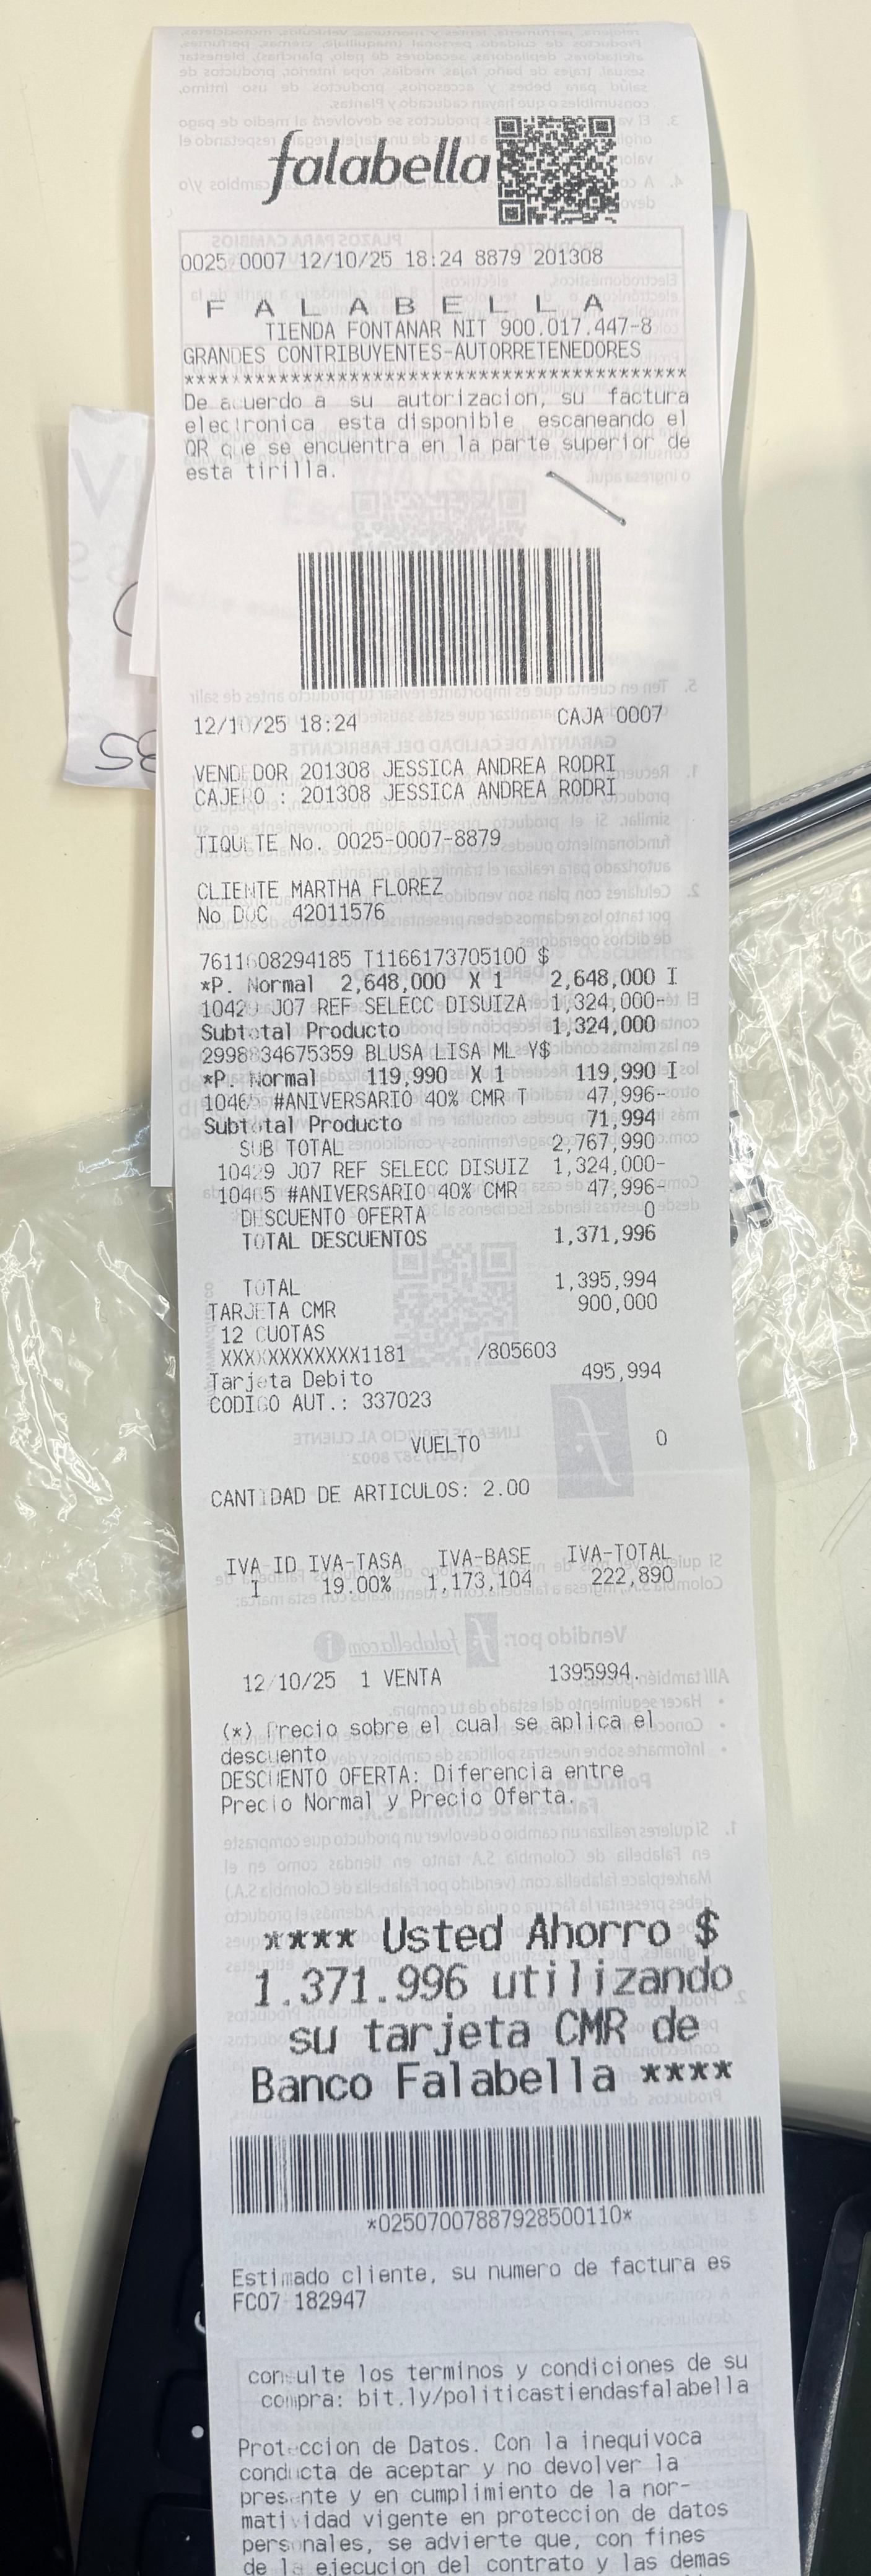 falabella
0025 0007 12/10/25 18:24 8879 201308
F A L A B E L L A
TIENDA FONTANAR NIT 900.017.447-8
GRANDES CONTRIBUYENTES-AUTORRETENEDORES
*******************************************
De acuerdo a su autorizacion, su factura
electronica esta disponible escaneando el
QR que se encuentra en la parte superior de
esta tirilla.
12/10/25 18:24 CAJA 0007
VENDEDOR 201308 JESSICA ANDREA RODRI
CAJERO : 201308 JESSICA ANDREA RODRI
TIQUETE No. 0025-0007-8879
CLIENTE MARTHA FLOREZ
No DOC 42011576
7611608294185 T1166173705100 $
*P. Normal 2,648,000 X 1 2,648,000 I
10429 J07 REF SELECC DISUIZA 1,324,000-
Subtotal Producto 1,324,000
2998834675359 BLUSA LISA ML Y$
*P. Normal 119,990 X 1 119,990 I
10465 #ANIVERSARIO 40% CMR T 47,996-
Subtotal Producto 71,994
SUB TOTAL 2,767,990
10429 J07 REF SELECC DISUIZ 1,324,000-
10465 #ANIVERSARIO 40% CMR 47,996-
DESCUENTO OFERTA 0
TOTAL DESCUENTOS 1,371,996
TOTAL 1,395,994
TARJETA CMR 900,000
12 CUOTAS
XXXXXXXXXXXX1181 /805603
Tarjeta Debito 495,994
CODIGO AUT.: 337023
VUELTO 0
CANTIDAD DE ARTICULOS: 2.00
IVA ID IVA-TASA IVA-BASE IVA-TOTAL
I 19.00% 1,173,104 222,890
12/10/25 1 VENTA 1395994.
(*) Precio sobre el cual se aplica el
descuento
DESCUENTO OFERTA: Diferencia entre
Precio Normal y Precio Oferta.
**** Usted Ahorro $
1.371.996 utilizando
su tarjeta CMR de
Banco Falabella ****
*02507007887928500110*
Estimado cliente, su numero de factura es
FC07 182947
consulte los terminos y condiciones de su
compra: bit.ly/politicastiendasfalabella
Proteccion de Datos. Con la inequivoca
conducta de aceptar y no devolver la
presente y en cumplimiento de la nor-
matividad vigente en proteccion de datos
personales, se advierte que, con fines
de la ejecucion del contrato y las demas